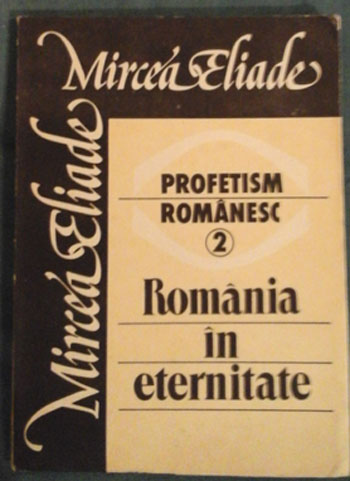 Mircea Eliade
Mircea Eliade
PROFETISM
ROMÂNESC
2
România
în
eternitate